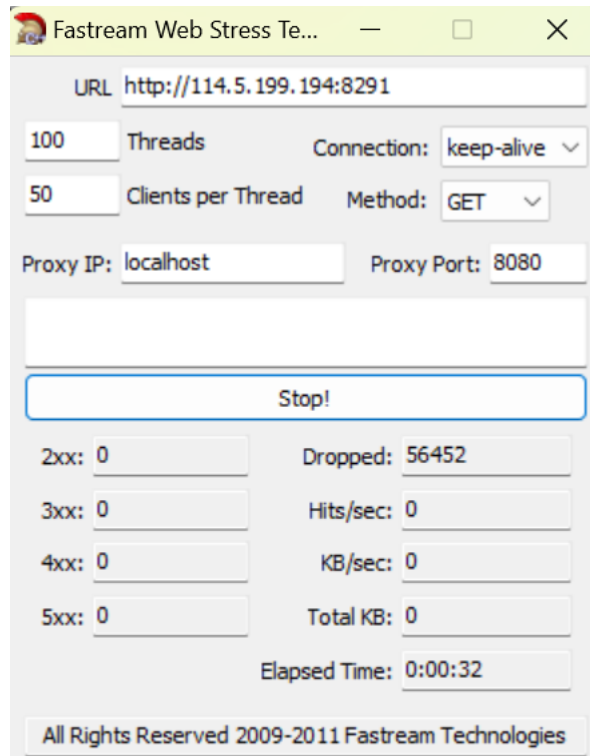 Fastream Web Stress Te...
URL http://114.5.199.194:8291
100 Threads Connection: keep-alive
50 Clients per Thread Method: GET
Proxy IP: localhost Proxy Port: 8080
Stop!
2xx: 0 Dropped: 56452
3xx: 0 Hits/sec: 0
4xx: 0 KB/sec: 0
5xx: 0 Total KB: 0
Elapsed Time: 0:00:32
All Rights Reserved 2009-2011 Fastream Technologies